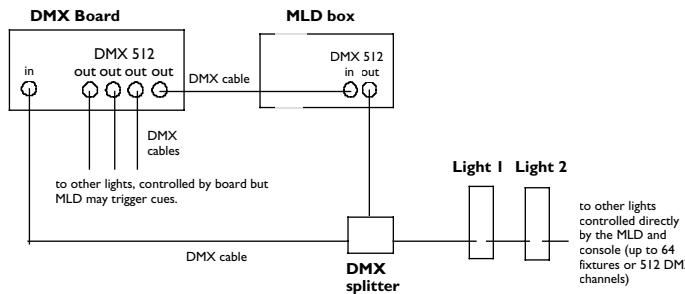 DMX Board
MLD box
DMX 512
in
out out out out
DMX 512
in out
DMX cable
DMX
cables
to other lights, controlled by board but
MLD may trigger cues.
Light 1 Light 2
to other lights
controlled directly
by the MLD and
console (up to 64
fixtures or 512 DM
channels)
DMX cable
DMX
splitter